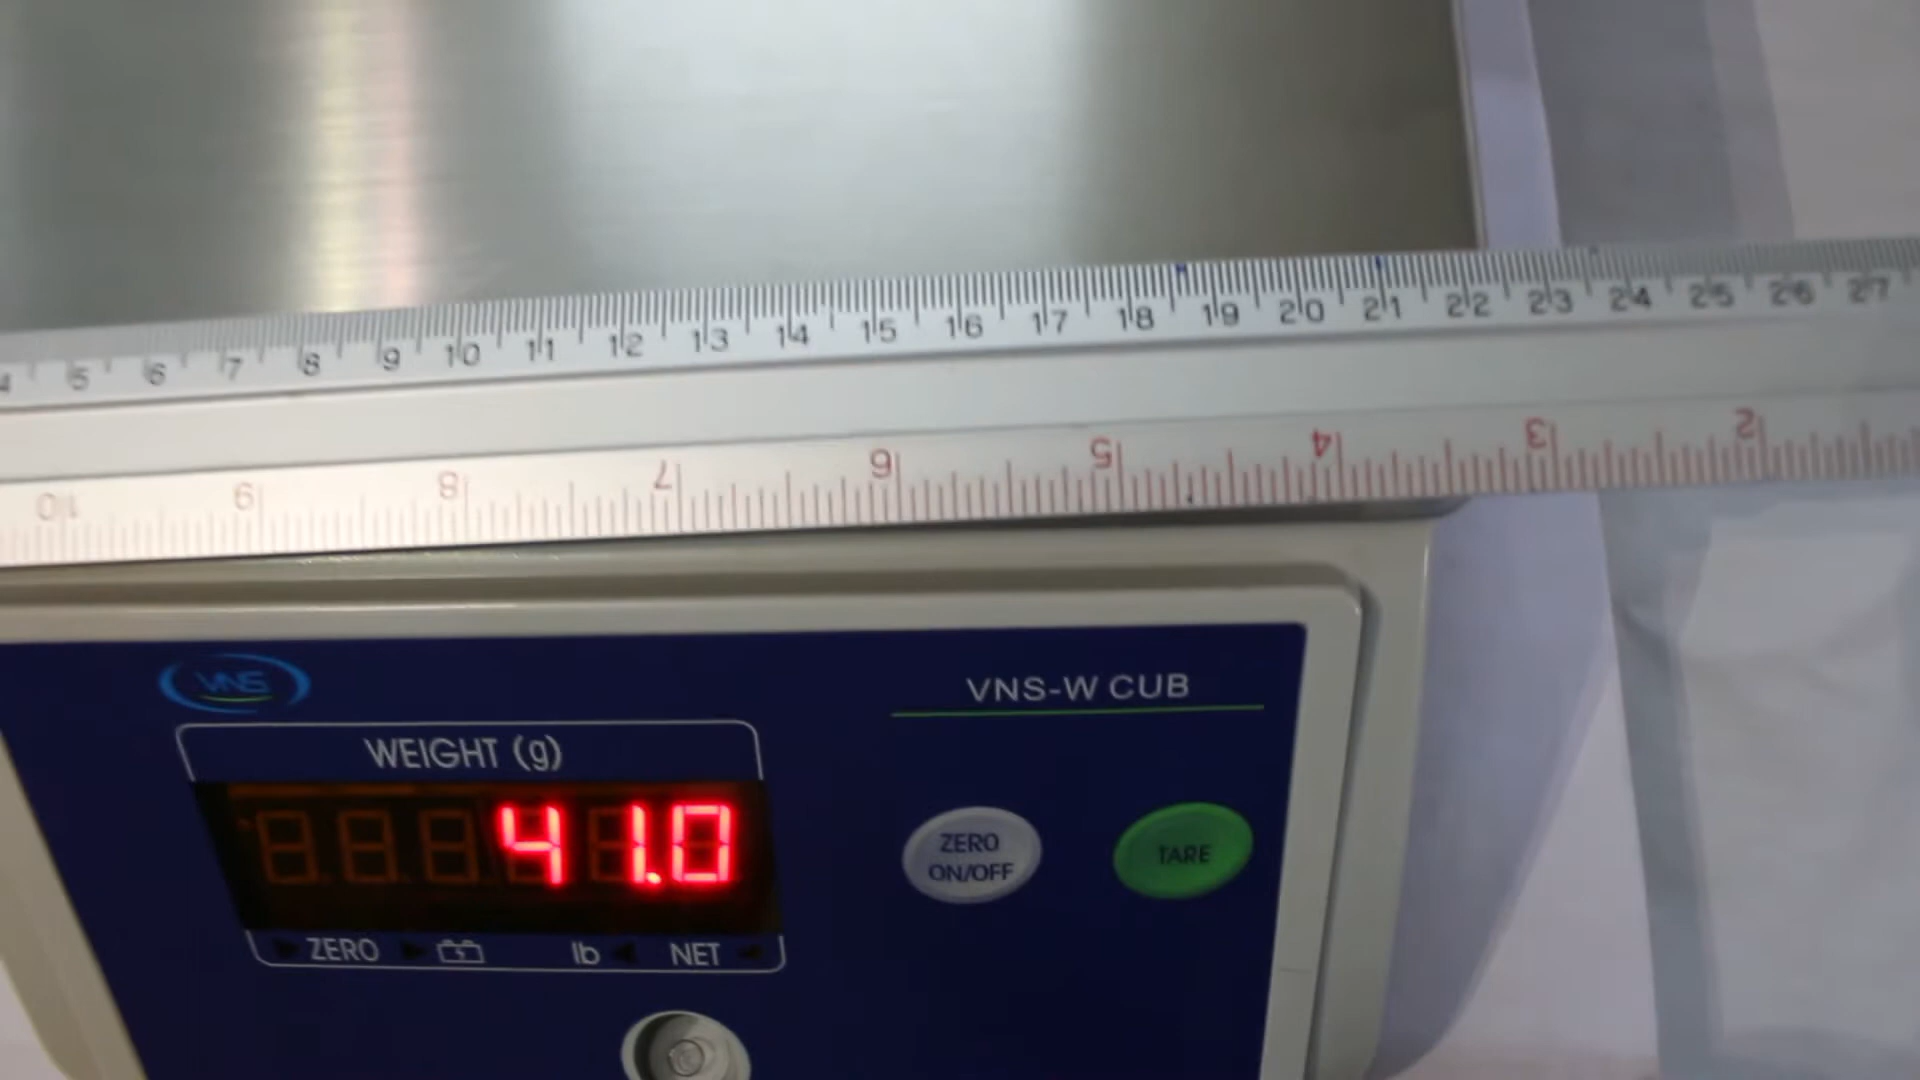 4 5 6 7 8 9 10 11 12 13 14 15 16 17 18 19 20 21 22 23 24 25 26 27
10 9 8 7 6 5 4 3 2
VNS
VNS-W CUB
WEIGHT (g)
41.0
ZERO
ON/OFF
TARE
ZERO lb NET